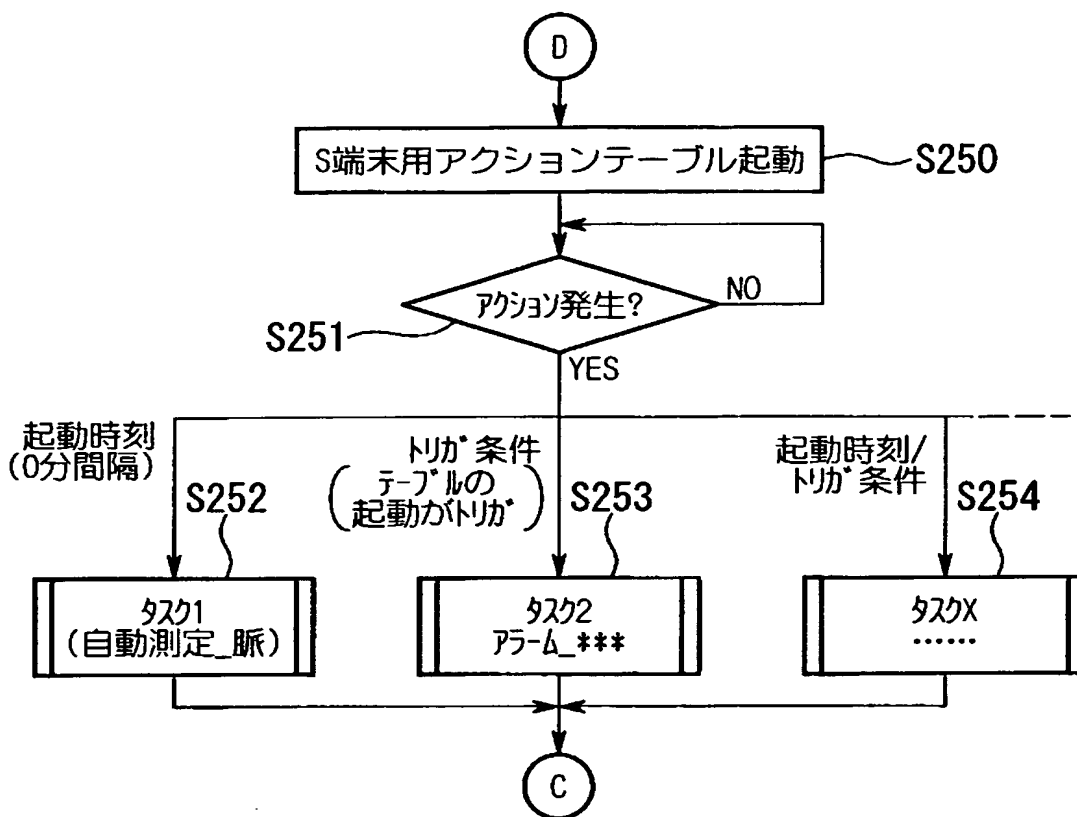 D
S端末用アクションテーブル起動
S250
アクション発生?
NO
S251
YES
起動時刻
(0分間隔)
S252
トリガ条件
(テーブルの
起動がトリガ)
S253
起動時刻/
トリガ条件
S254
タスク1
(自動測定_脈)
タスク2
アラーム_***
タスクX
……
C